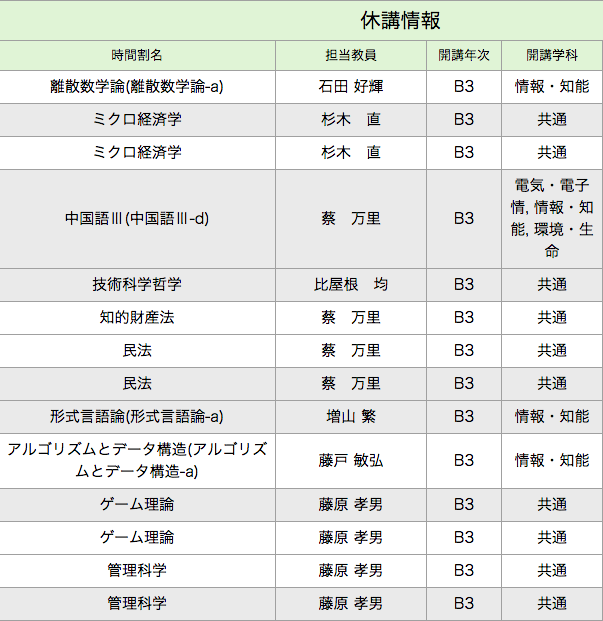 休講情報
時間割名 担当教員 開講年次 開講学科
離散数学論(離散数学論-a) 石田 好輝 B3 情報・知能
ミクロ経済学 杉木　直 B3 共通
ミクロ経済学 杉木　直 B3 共通
中国語Ⅲ(中国語Ⅲ-d) 蔡　万里 B3 電気・電子
情, 情報・知
能, 環境・生
命
技術科学哲学 比屋根　均 B3 共通
知的財産法 蔡　万里 B3 共通
民法 蔡　万里 B3 共通
民法 蔡　万里 B3 共通
形式言語論(形式言語論-a) 増山 繁 B3 情報・知能
アルゴリズムとデータ構造(アルゴリズ
ムとデータ構造-a) 藤戸 敏弘 B3 情報・知能
ゲーム理論 藤原 孝男 B3 共通
ゲーム理論 藤原 孝男 B3 共通
管理科学 藤原 孝男 B3 共通
管理科学 藤原 孝男 B3 共通